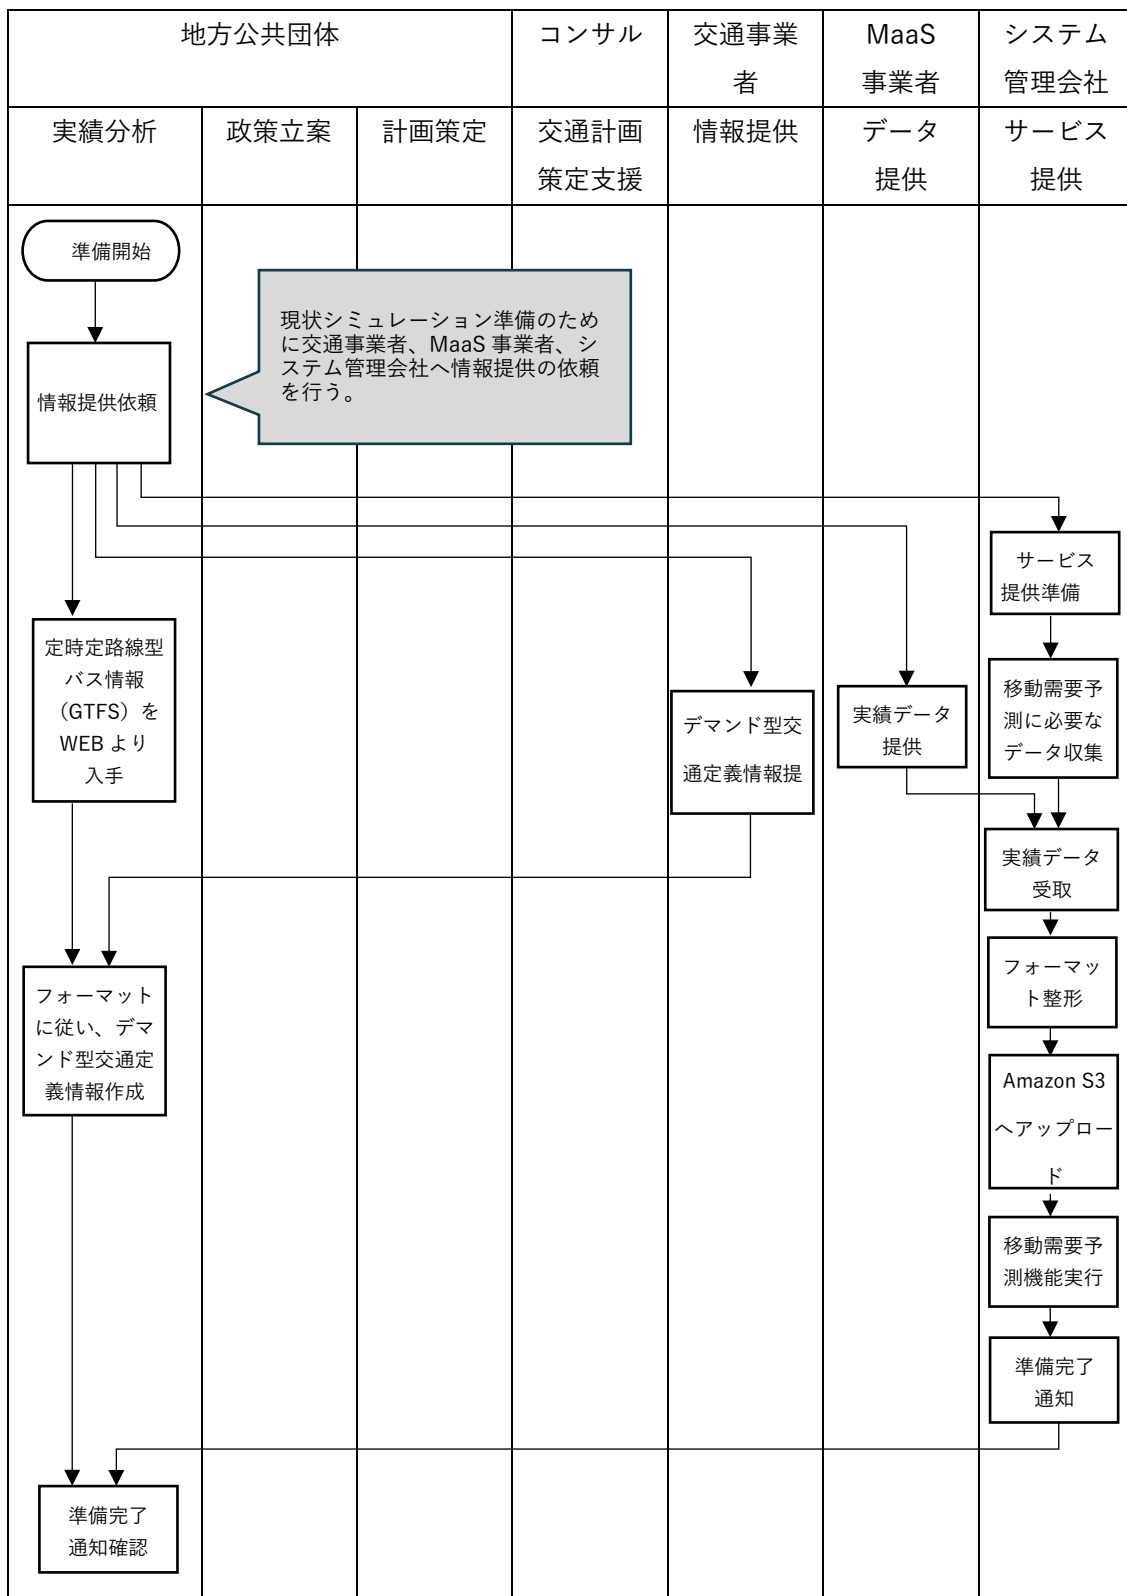 地方公共団体
コンサル
交通事業
者
MaaS
事業者
システム
管理会社
実績分析
政策立案
計画策定
交通計画
策定支援
情報提供
データ
提供
サービス
提供
準備開始
現状シミュレーション準備のため
に交通事業者、MaaS 事業者、シ
ステム管理会社へ情報提供の依頼
を行う。
情報提供依頼
サービス
提供準備
定時定路線型
バス情報
（GTFS）を
WEB より
入手
デマンド型交
通定義情報提
実績データ
提供
移動需要予
測に必要な
データ収集
実績データ
受取
フォーマット
に従い、デマ
ンド型交通定
義情報作成
フォーマッ
ト整形
Amazon S3
へアップロー
ド
移動需要予
測機能実行
準備完了
通知
準備完了
通知確認